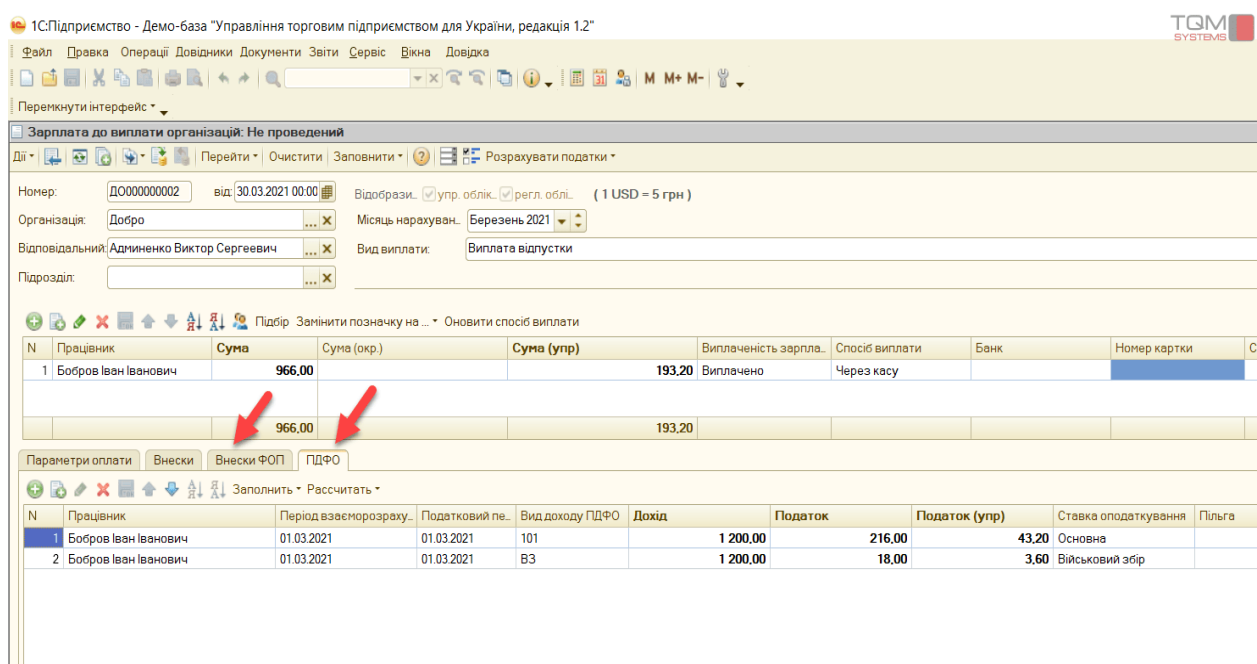 1С:Підприємство - Демо-база "Управління торговим підприємством для України, редакція 1.2"
TQM
SYSTEMS
Файл Правка Операції Довідники Документи Звіти Сервіс Вікна Довідка
M M+ M-
Перемкнути інтерфейс
Зарплата до виплати організацій: Не проведений
Дії Перейти Очистити Заповнити Розрахувати податки
Номер: ДО000000002 від: 30.03.2021 00:00 Відобрази... упр. облік... регл. облі... ( 1 USD = 5 грн )
Організація: Добро ... X Місяць нарахуван... Березень 2021
Відповідальний: Админенко Виктор Сергеевич ... X Вид виплати: Виплата відпустки
Підрозділ: ... X
Підбір Замінити позначку на ... Оновити спосіб виплати
N Працівник Сума Сума (окр.) Сума (упр) Виплаченість зарпла... Спосіб виплати Банк Номер картки С
1 Бобров Іван Іванович 966,00 193,20 Виплачено Через касу
966,00 193,20
Параметри оплати Внески Внески ФОП ПДФО
Заполнить Рассчитать
N Працівник Період взаєморозраху... Податковий пе... Вид доходу ПДФО Дохід Податок Податок (упр) Ставка оподаткування Пільга
1 Бобров Іван Іванович 01.03.2021 01.03.2021 101 1 200,00 216,00 43,20 Основна
2 Бобров Іван Іванович 01.03.2021 01.03.2021 ВЗ 1 200,00 18,00 3,60 Військовий збір